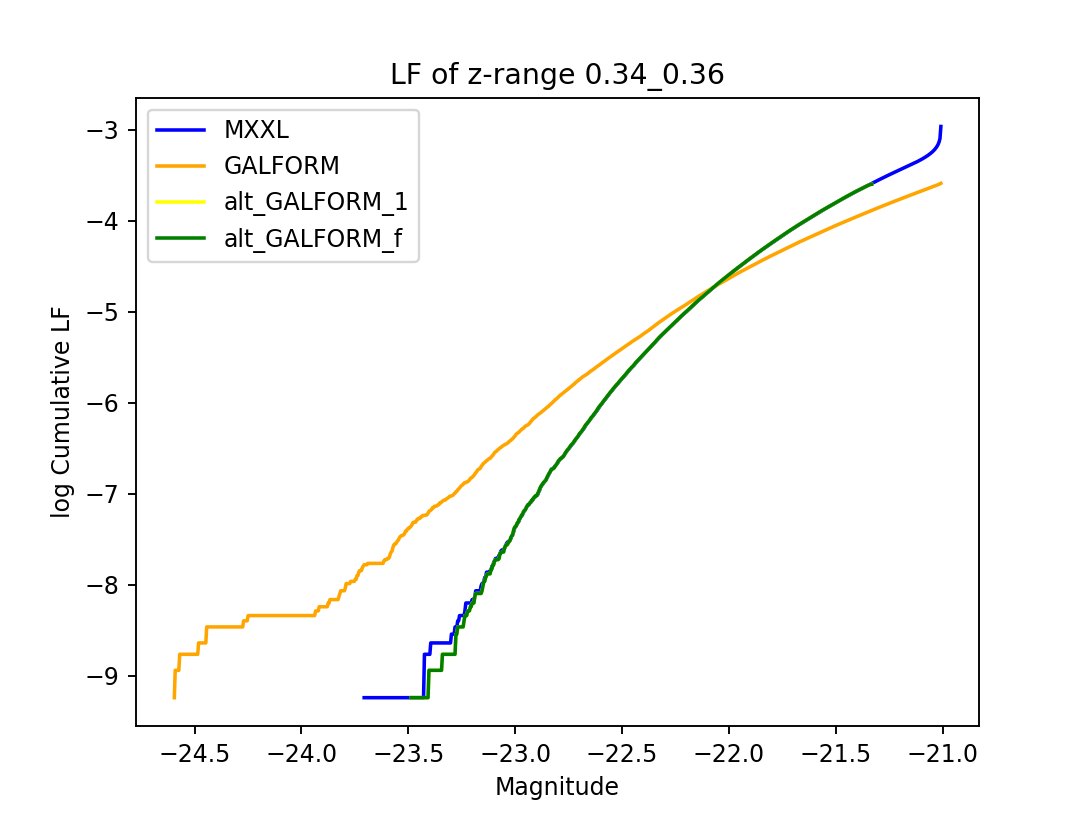 LF of z-range 0.34_0.36
MXXL
GALFORM
alt_GALFORM_1
alt_GALFORM_f
log Cumulative LF
−3
−4
−5
−6
−7
−8
−9
−24.5 −24.0 −23.5 −23.0 −22.5 −22.0 −21.5 −21.0
Magnitude